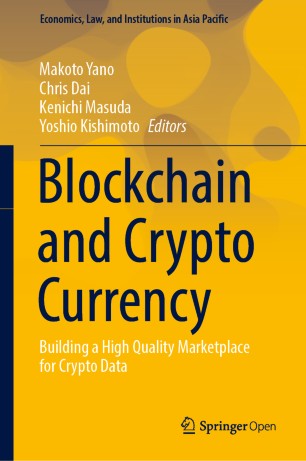 Economics, Law, and Institutions in Asia Pacific
Makoto Yano
Chris Dai
Kenichi Masuda
Yoshio Kishimoto Editors
Blockchain
and Crypto
Currency
Building a High Quality Marketplace
for Crypto Data
Springer Open